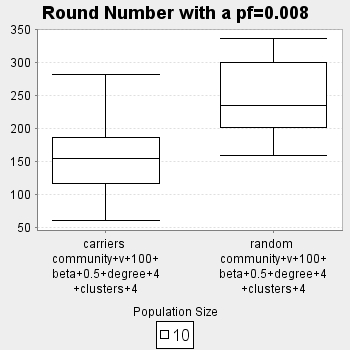 Round Number with a pf=0.008
350
300
250
200
150
100
50
carriers
community+v+100+
beta+0.5+degree+4
+clusters+4
random
community+v+100+
beta+0.5+degree+4
+clusters+4
Population Size
10